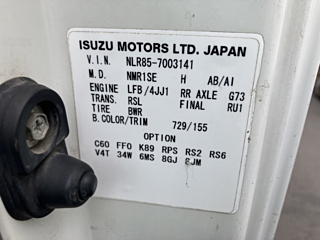 ISUZU MOTORS LTD. JAPAN
V.I.N. NLR85-7003141
M.D. NMR1SE H AB/AI
ENGINE LFB/4JJ1 RR AXLE G73
TRANS. RSL FINAL RU1
TIRE BWR
B.COLOR/TRIM 729/155
OPTION
C60 FF0 K89 RPS RS2 RS6
V4T 34W 6MS 8GJ 8JM